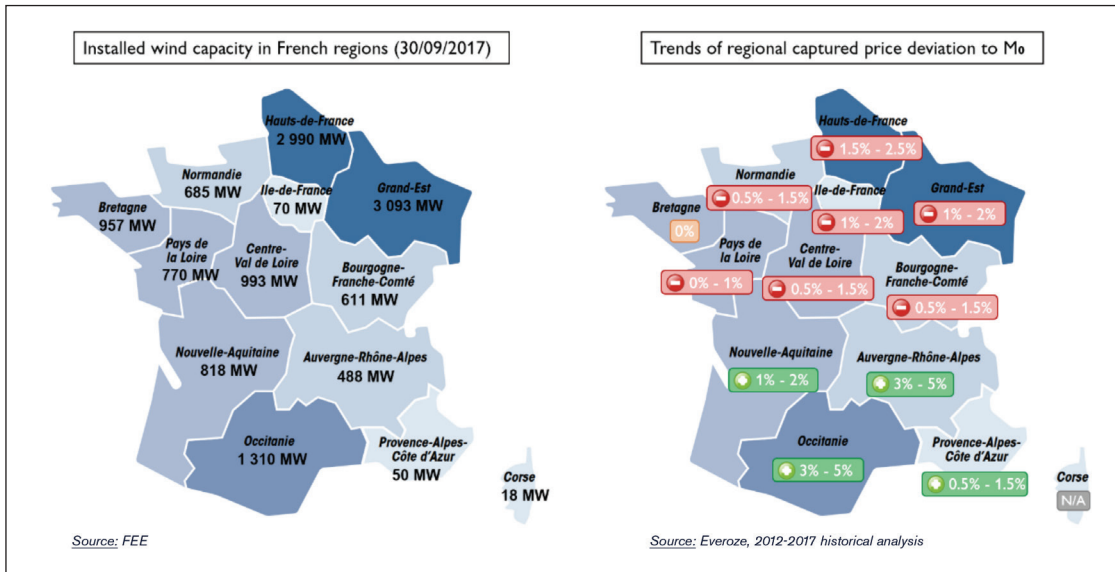 Installed wind capacity in French regions (30/09/2017)
Hauts-de-France
2 990 MW
Normandie
685 MW
Ile-de-France
70 MW
Grand-Est
3 093 MW
Bretagne
957 MW
Pays de
la Loire
770 MW
Centre-
Val de Loire
993 MW
Bourgogne-
Franche-Comté
611 MW
Nouvelle-Aquitaine
818 MW
Auvergne-Rhône-Alpes
488 MW
Occitanie
1 310 MW
Provence-Alpes-
Côte d'Azur
50 MW
Corse
18 MW
Source: FEE
Trends of regional captured price deviation to M0
Hauts-de-France
1.5% - 2.5%
Normandie
0.5% - 1.5%
Ile-de-France
1% - 2%
Grand-Est
1% - 2%
Bretagne
0%
Pays de
la Loire
0% - 1%
Centre-
Val de Loire
0.5% - 1.5%
Bourgogne-
Franche-Comté
0.5% - 1.5%
Nouvelle-Aquitaine
1% - 2%
Auvergne-Rhône-Alpes
3% - 5%
Occitanie
3% - 5%
Provence-Alpes-
Côte d'Azur
0.5% - 1.5%
Corse
N/A
Source: Everoze, 2012-2017 historical analysis